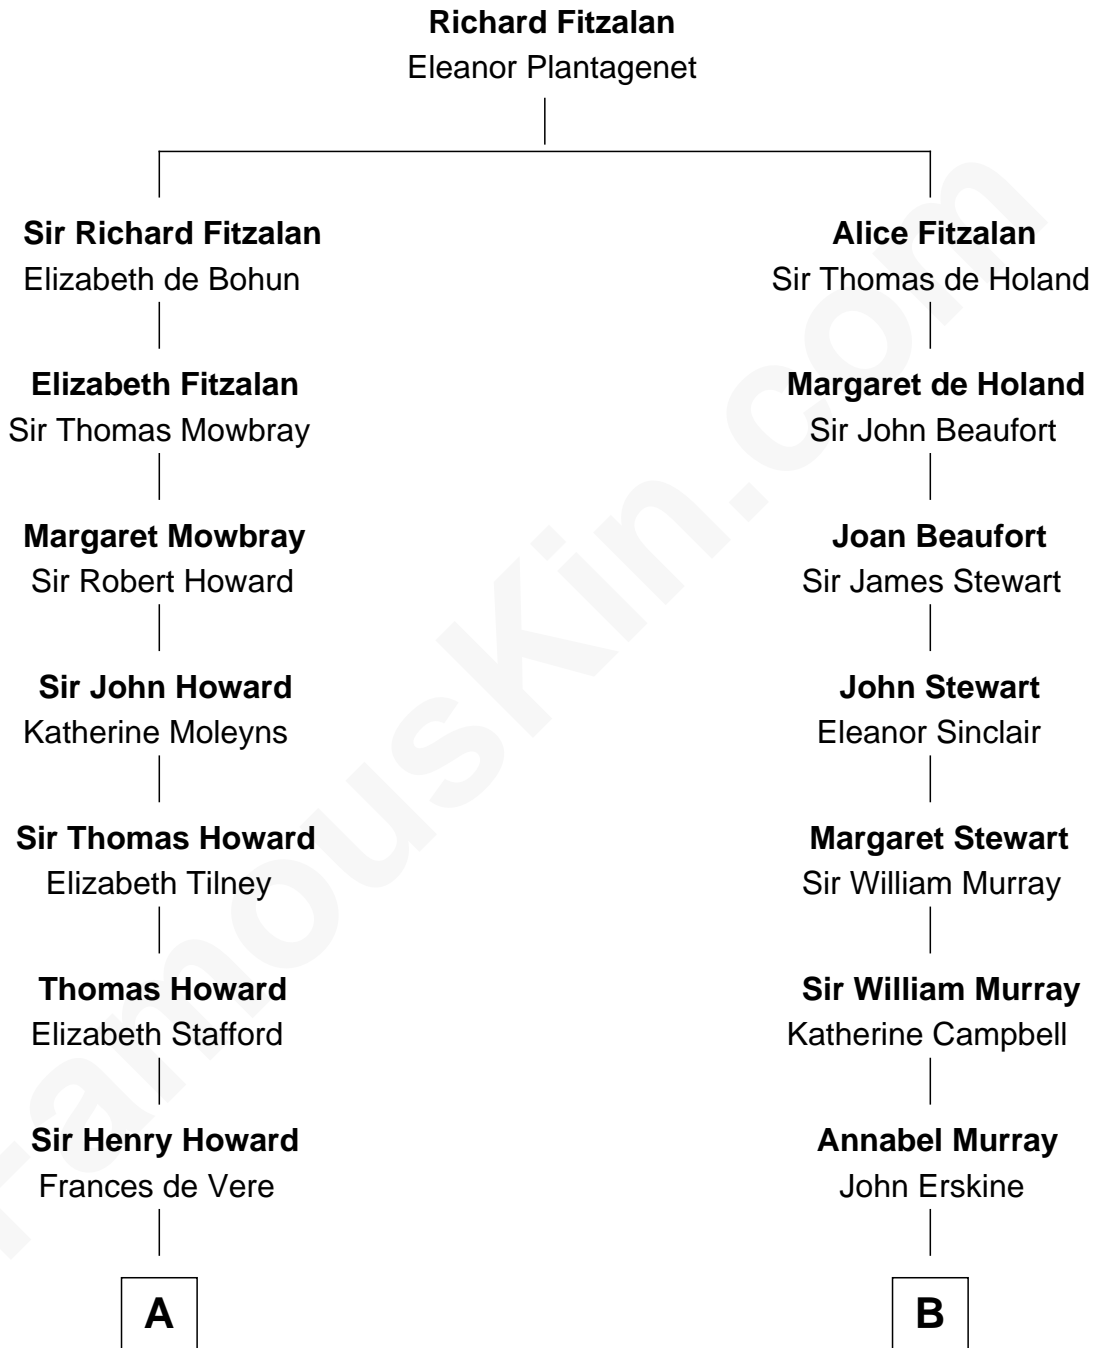 Richard Fitzalan
Eleanor Plantagenet
Sir Richard Fitzalan
Elizabeth de Bohun
Alice Fitzalan
Sir Thomas de Holand
Elizabeth Fitzalan
Sir Thomas Mowbray
Margaret de Holand
Sir John Beaufort
Margaret Mowbray
Sir Robert Howard
Joan Beaufort
Sir James Stewart
Sir John Howard
Katherine Moleyns
John Stewart
Eleanor Sinclair
Sir Thomas Howard
Elizabeth Tilney
Margaret Stewart
Sir William Murray
Thomas Howard
Elizabeth Stafford
Sir William Murray
Katherine Campbell
Sir Henry Howard
Frances de Vere
Annabel Murray
John Erskine
A
B
FamousKin.com